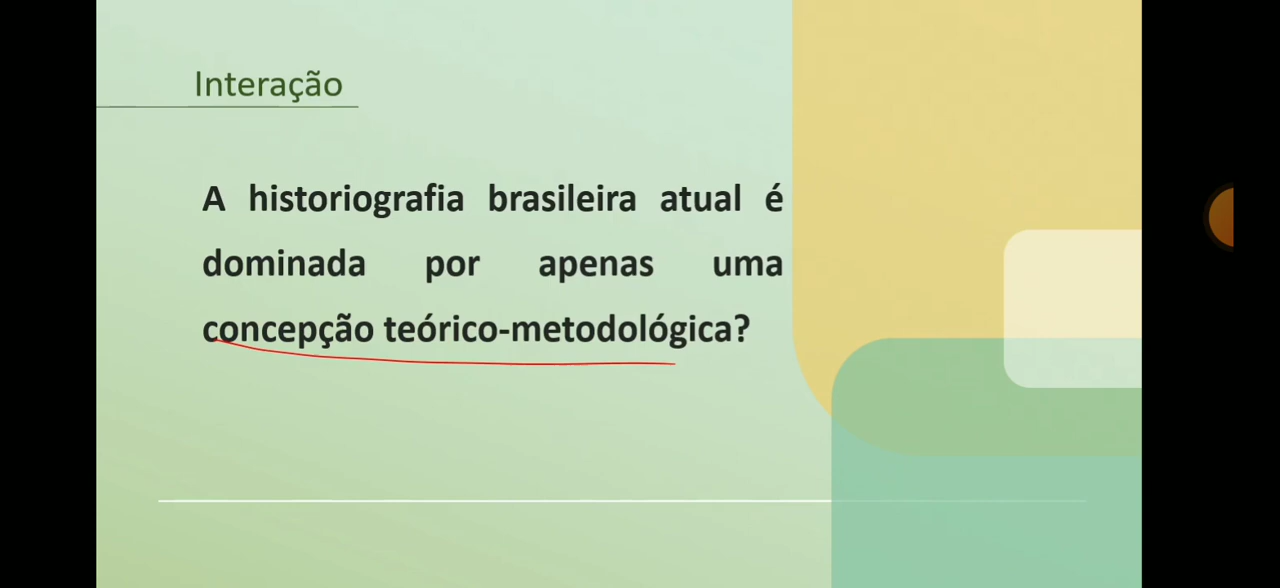 Interação
A historiografia brasileira atual é
dominada por apenas uma
concepção teórico-metodológica?